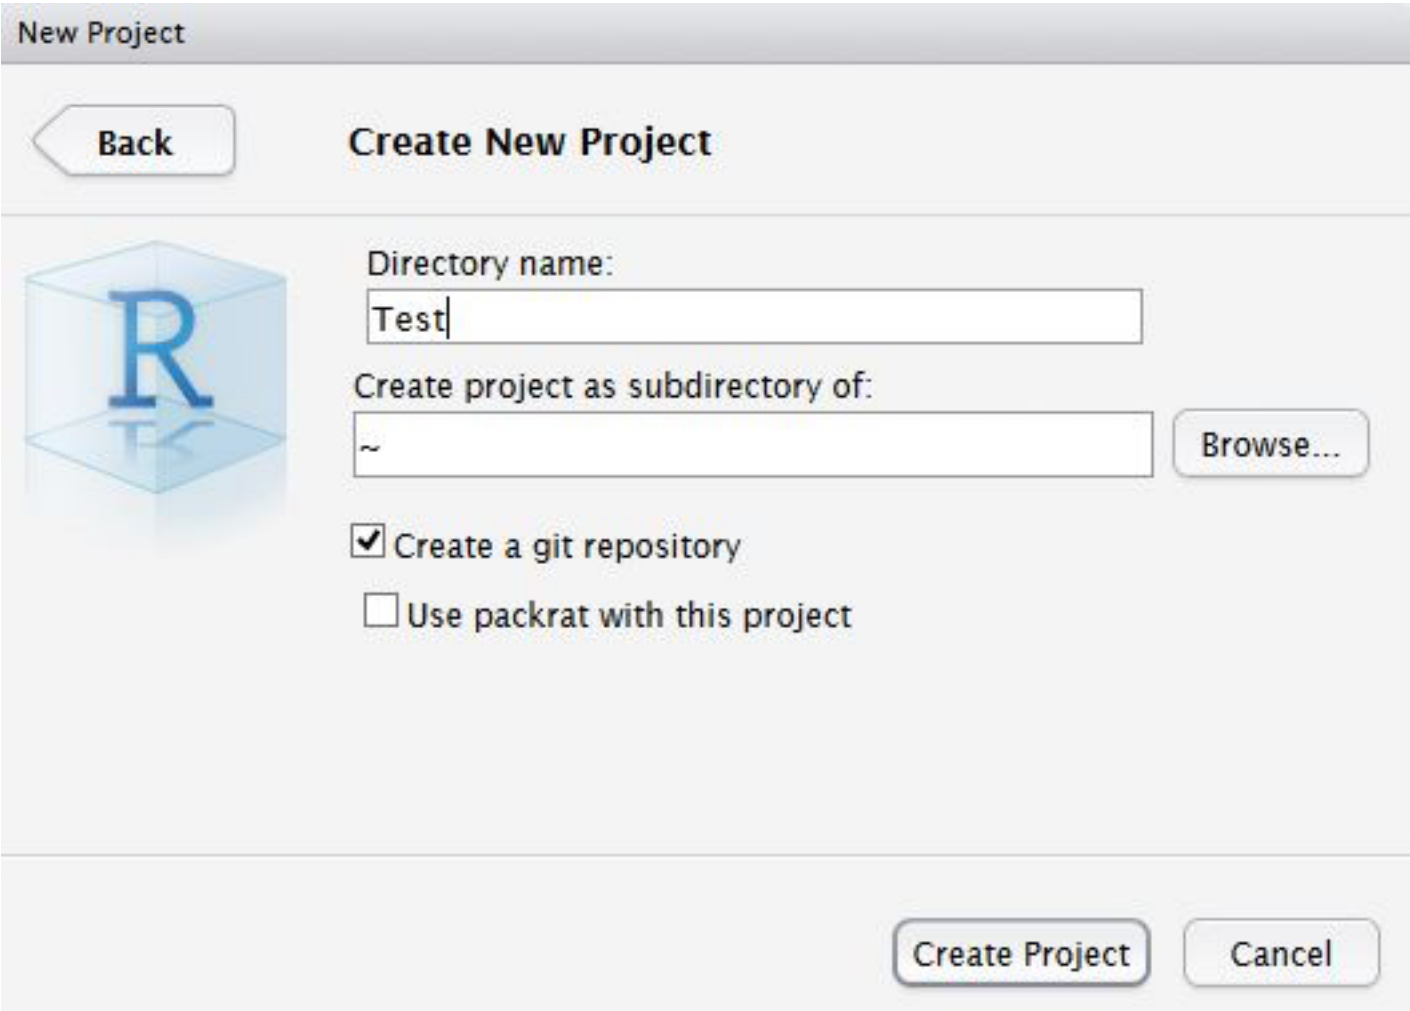 New Project
Back
Create New Project
R
Directory name:
Test
Create project as subdirectory of:
~
Browse...
Create a git repository
Use packrat with this project
Create Project
Cancel